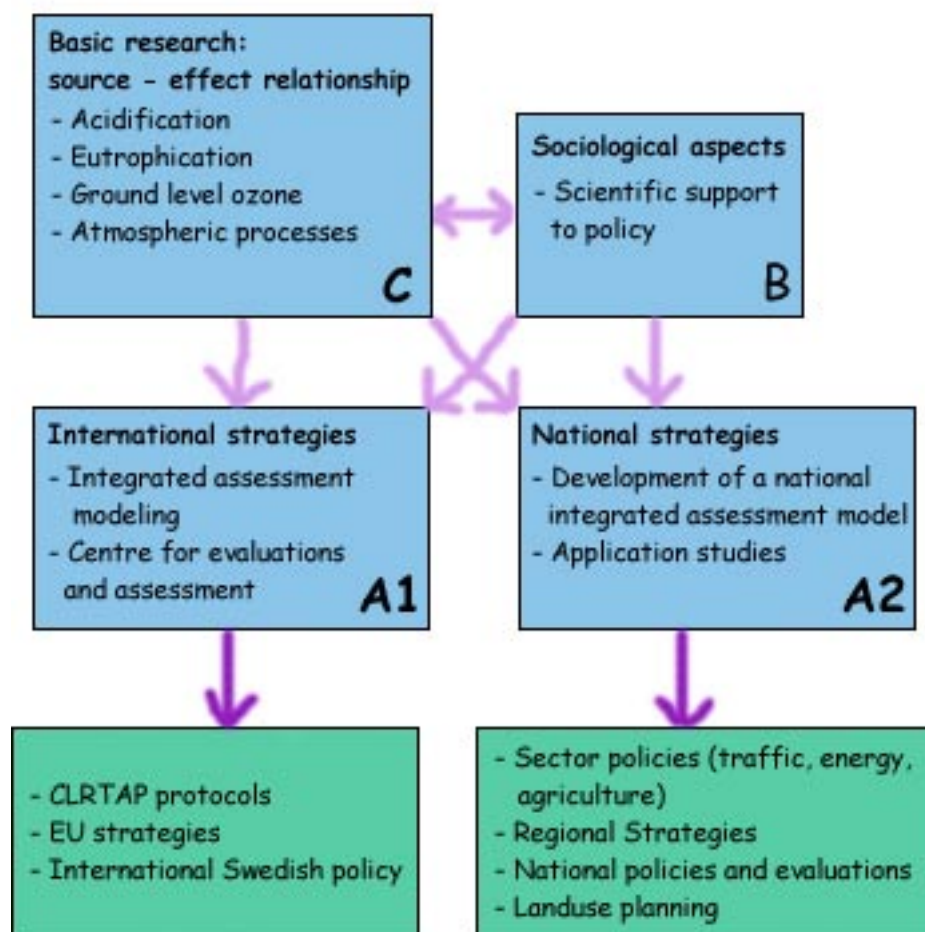 Basic research:
source - effect relationship
- Acidification
- Eutrophication
- Ground level ozone
- Atmospheric processes
C
Sociological aspects
- Scientific support
to policy
B
International strategies
- Integrated assessment
modeling
- Centre for evaluations
and assessment
A1
National strategies
- Development of a national
integrated assessment model
- Application studies
A2
- CLRTAP protocols
- EU strategies
- International Swedish policy
- Sector policies (traffic, energy,
agriculture)
- Regional Strategies
- National policies and evaluations
- Landuse planning